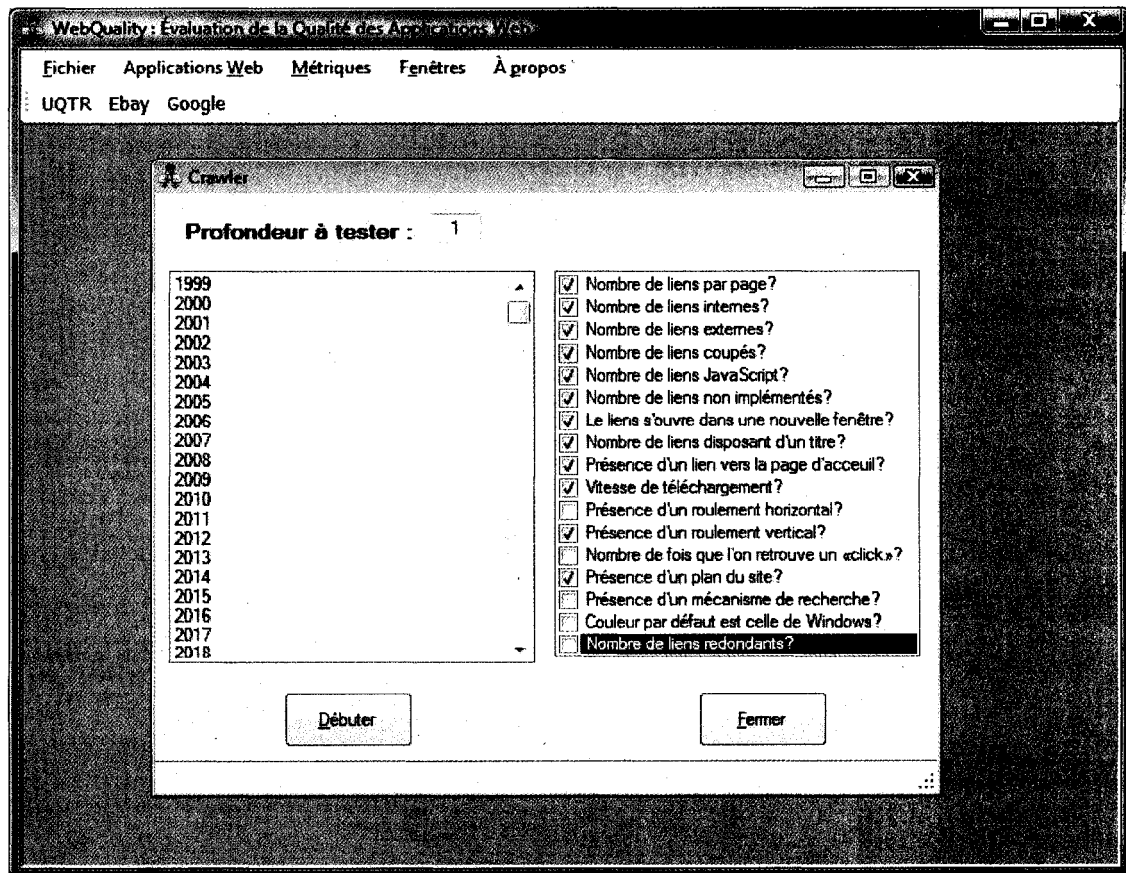 WebQuality : Évaluation de la Qualité des Applications Web
Fichier Applications Web Métriques Fenêtres À propos
UQTR Ebay Google
Crawler
Profondeur à tester : 1
1999
2000
2001
2002
2003
2004
2005
2006
2007
2008
2009
2010
2011
2012
2013
2014
2015
2016
2017
2018
Nombre de liens par page?
Nombre de liens internes?
Nombre de liens externes?
Nombre de liens coupés?
Nombre de liens JavaScript?
Nombre de liens non implémentés?
Le liens s'ouvre dans une nouvelle fenêtre?
Nombre de liens disposant d'un titre?
Présence d'un lien vers la page d'acceuil?
Vitesse de téléchargement?
Présence d'un roulement horizontal?
Présence d'un roulement vertical?
Nombre de fois que l'on retrouve un «click»?
Présence d'un plan du site?
Présence d'un mécanisme de recherche?
Couleur par défaut est celle de Windows?
Nombre de liens redondants?
Débuter
Fermer